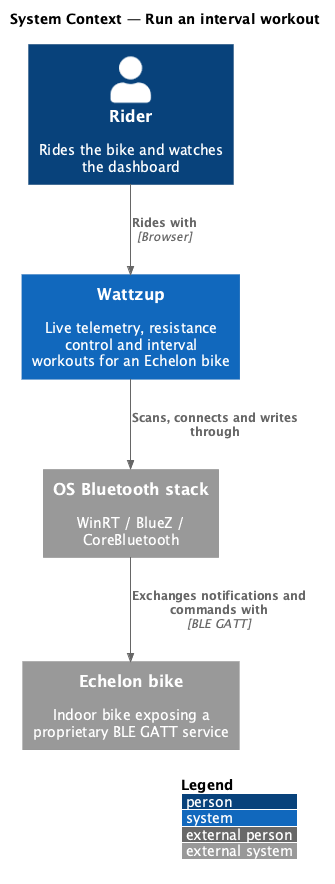 System Context — Run an interval workout
Rider
Rides the bike and watches
the dashboard
Rides with
[Browser]
Wattzup
Live telemetry, resistance
control and interval
workouts for an Echelon bike
Scans, connects and writes
through
OS Bluetooth stack
WinRT / BlueZ /
CoreBluetooth
Exchanges notifications and
commands with
[BLE GATT]
Echelon bike
Indoor bike exposing a
proprietary BLE GATT service
Legend
person
system
external person
external system